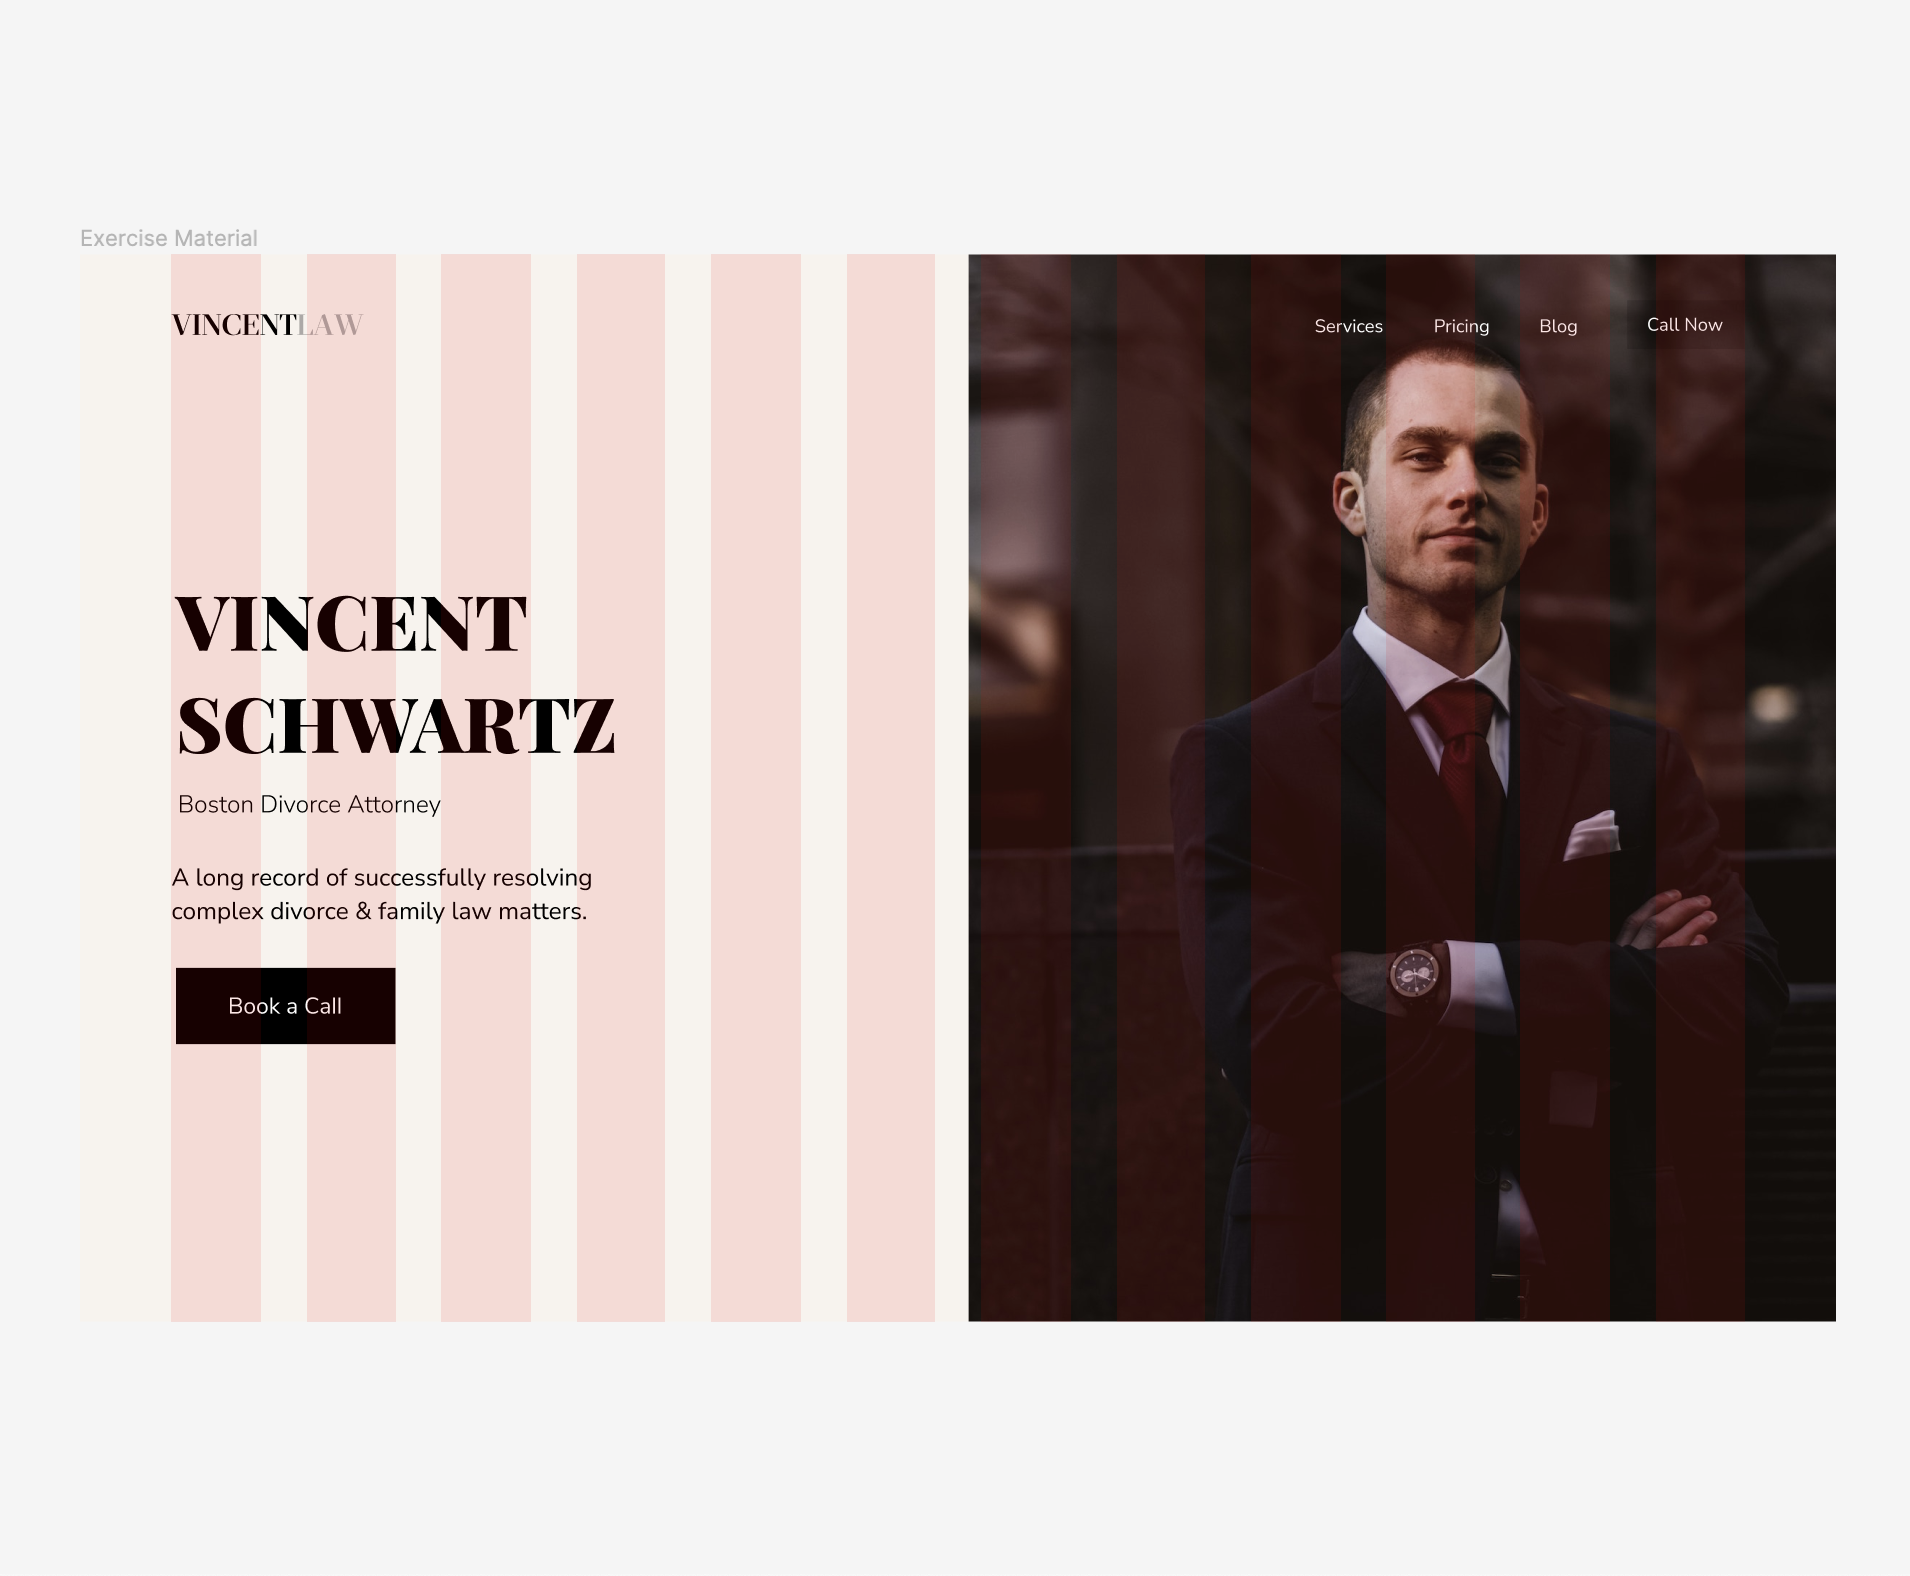 Exercise Material
VINCENTLAW
Services Pricing Blog Call Now
VINCENT
SCHWARTZ
Boston Divorce Attorney
A long record of successfully resolving
complex divorce & family law matters.
Book a Call